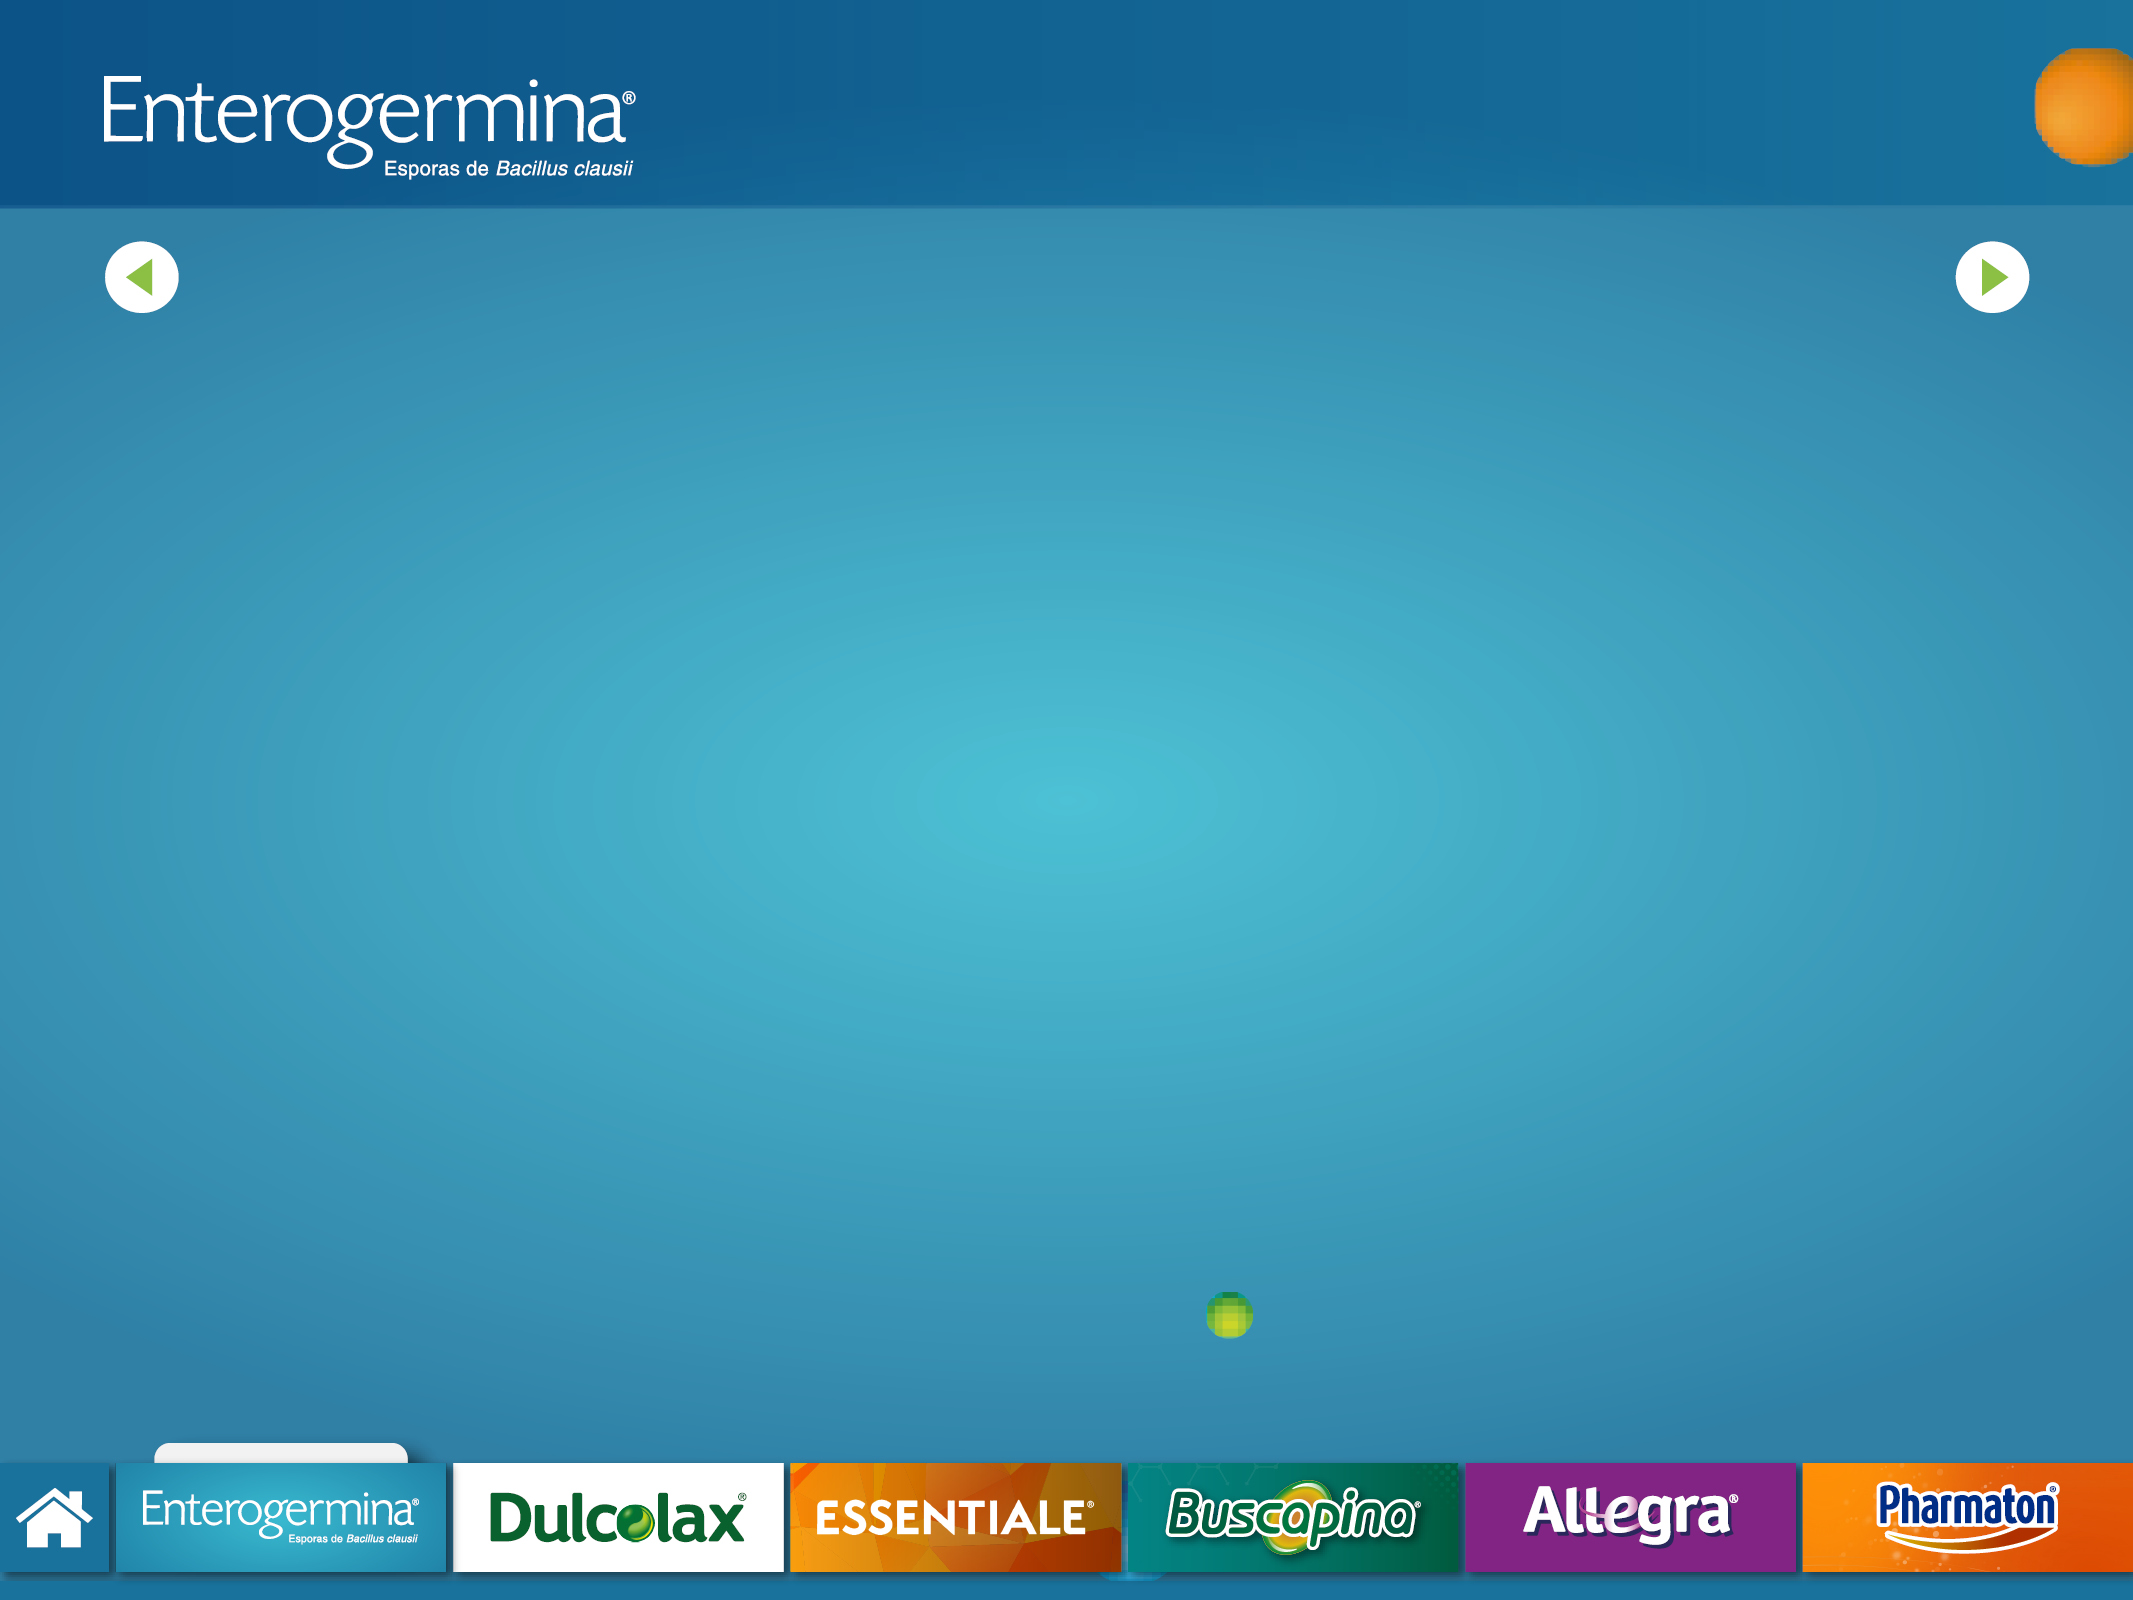 Enterogermina®
Esporas de Bacillus clausii
Enterogermina®
Esporas de Bacillus clausii
Dulcolax®
ESSENTIALE®
Buscapina®
Allegra®
Pharmaton®